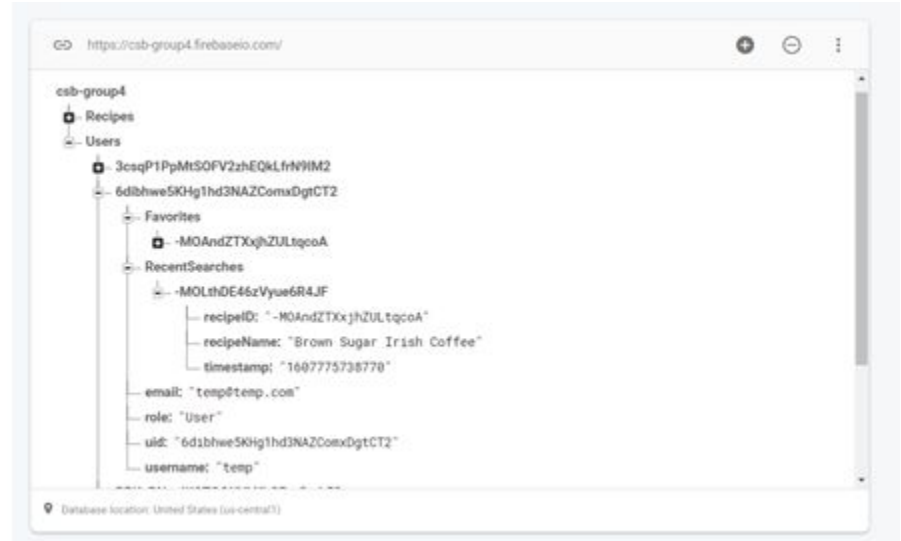 https://csb-group4.firebaseio.com/
csb-group4
Recipes
Users
3csqP1PpMtSOFV2zhEQkLfrN9IM2
6dibhwe5KHg1hd3NAZComxDgtCT2
Favorites
-MOAndZTXxjhZULtqcoA
RecentSearches
-MOLthDE46zVyue6R4JF
recipeID: "-MOAndZTXxjhZULtqcoA"
recipeName: "Brown Sugar Irish Coffee"
timestamp: "1607775738770"
email: "temp@temp.com"
role: "User"
uid: "6dibhwe5KHg1hd3NAZComxDgtCT2"
username: "temp"
Database location: United States (us-central1)